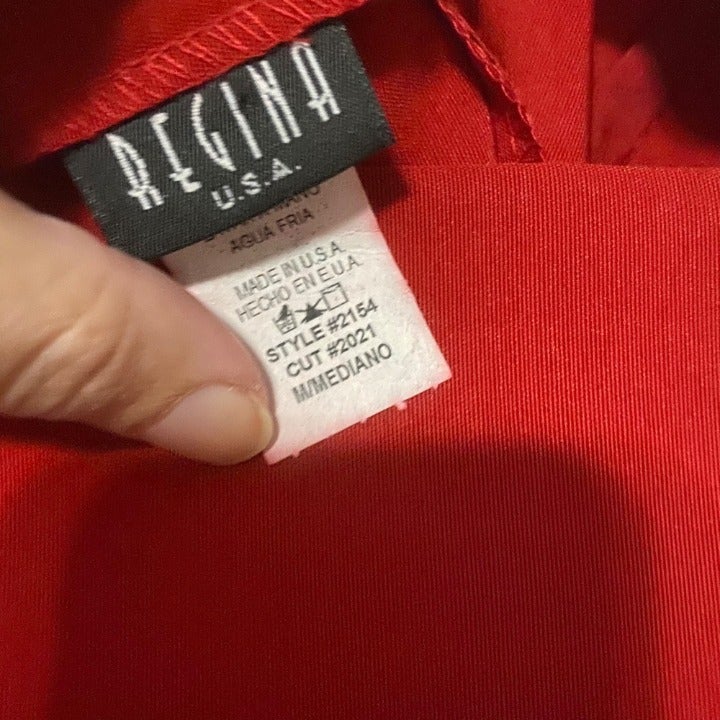 REGINA
U.S.A.
AGUA FRIA
MADE IN U.S.A.
HECHO EN E.U.A.
STYLE #2154
CUT #2021
M/MEDIANO